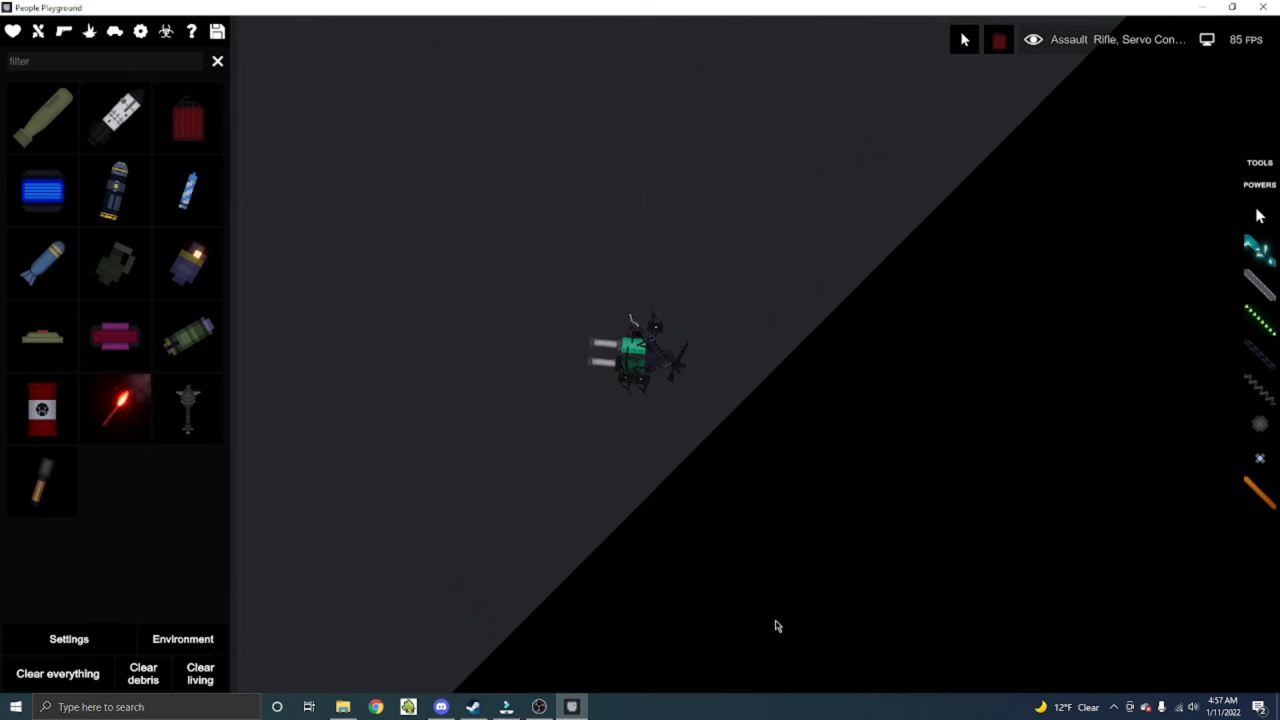 People Playground
?
filter
Assault Rifle, Servo Con...
85 FPS
TOOLS
POWERS
Settings
Environment
Clear everything
Clear debris
Clear living
Type here to search
12°F Clear
4:57 AM
1/11/2022
2